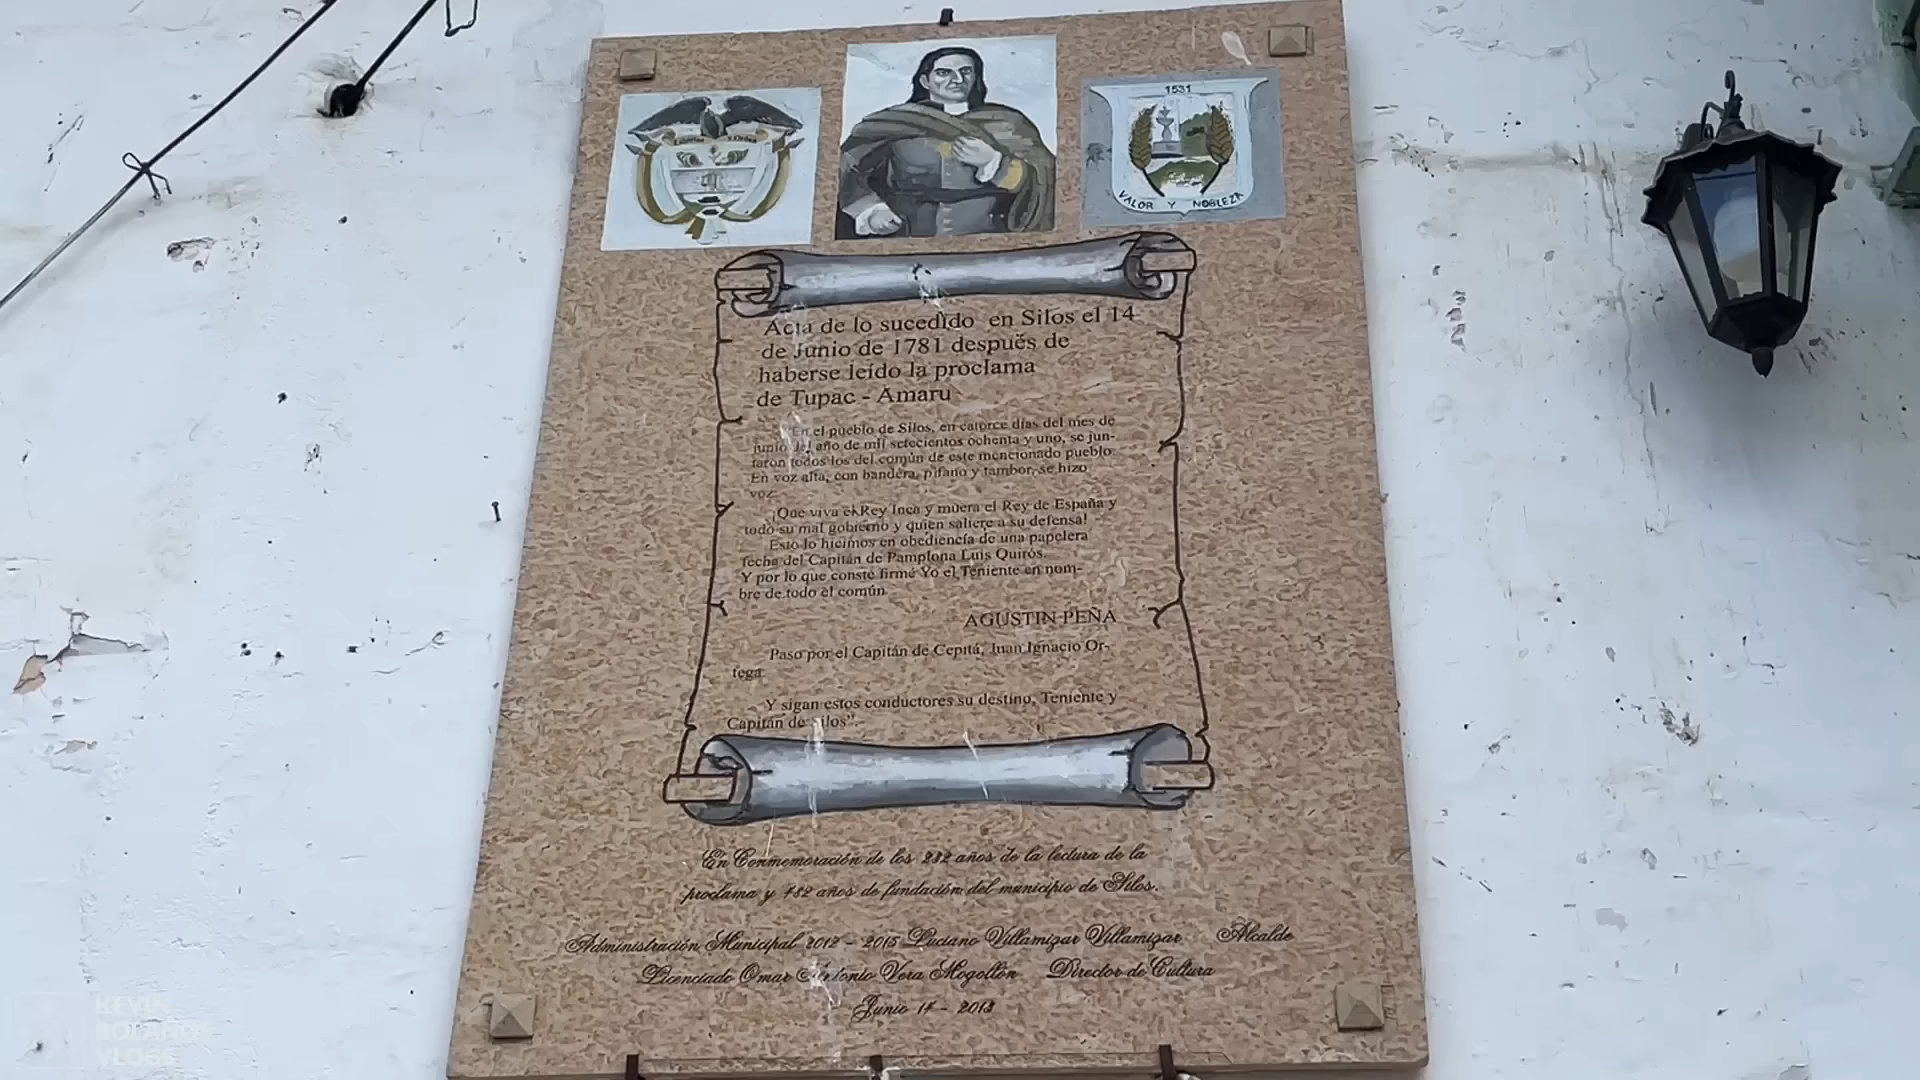 1531
VALOR Y NOBLEZA
Acta de lo sucedido en Silos el 14
de Junio de 1781 después de
haberse leído la proclama
de Tupac - Amaru
"En el pueblo de Silos, en catorce días del mes de
junio del año de mil setecientos ochenta y uno, se jun-
taron todos los del común de este mencionado pueblo
En voz alta, con bandera, pifano y tambor, se hizo
voz:
¡Que viva el Rey Inca y muera el Rey de España y
todo su mal gobierno y quien saliere a su defensa!
Esto lo hicimos en obediencia de una papelera
fecha del Capitán de Pamplona Luis Quirós.
Y por lo que conste firmé Yo el Teniente en nom-
bre de todo el común
AGUSTIN PEÑA
Paso por el Capitán de Cepitá, Juan Ignacio Or-
tega
Y sigan estos conductores su destino, Teniente y
Capitán de Silos".
En Conmemoración de los 232 años de la lectura de la
proclama y 482 años de fundación del municipio de Silos.
Administración Municipal 2012 - 2015 Luciano Villamizar Villamizar Alcalde
Licenciado Omar Antonio Vera Mogollón Director de Cultura
Junio 14 - 2013
KEVIN
BOLAÑOS
VLOGS